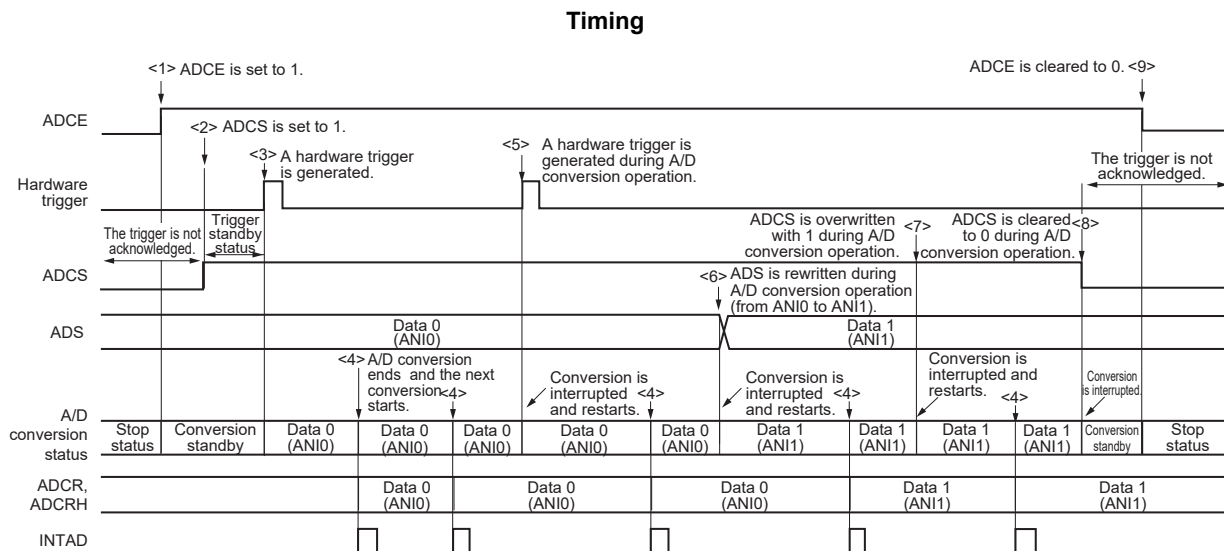 Timing
<1> ADCE is set to 1.
ADCE is cleared to 0. <9>
ADCE
<2> ADCS is set to 1.
<3> A hardware trigger
is generated.
<5> A hardware trigger is
generated during A/D
conversion operation.
The trigger is not
acknowledged.
Hardware
trigger
The trigger is not
acknowledged.
Trigger
standby
status
ADCS is overwritten
with 1 during A/D
conversion operation.
<7>
ADCS is cleared
to 0 during A/D
conversion operation.
<8>
ADCS
<6> ADS is rewritten during
A/D conversion operation
(from ANI0 to ANI1).
ADS
Data 0
(ANI0)
Data 1
(ANI1)
<4> A/D conversion
ends and the next
conversion
starts.
<4>
Conversion is
interrupted
and restarts.
<4>
Conversion is
interrupted
and restarts.
<4>
Conversion is
interrupted and
restarts.
<4>
Conversion
is interrupted.
A/D
conversion
status
Stop
status
Conversion
standby
Data 0
(ANI0)
Data 0
(ANI0)
Data 0
(ANI0)
Data 0
(ANI0)
Data 0
(ANI0)
Data 1
(ANI1)
Data 1
(ANI1)
Data 1
(ANI1)
Data 1
(ANI1)
Conversion
standby
Stop
status
ADCR,
ADCRH
Data 0
(ANI0)
Data 0
(ANI0)
Data 0
(ANI0)
Data 1
(ANI1)
Data 1
(ANI1)
INTAD